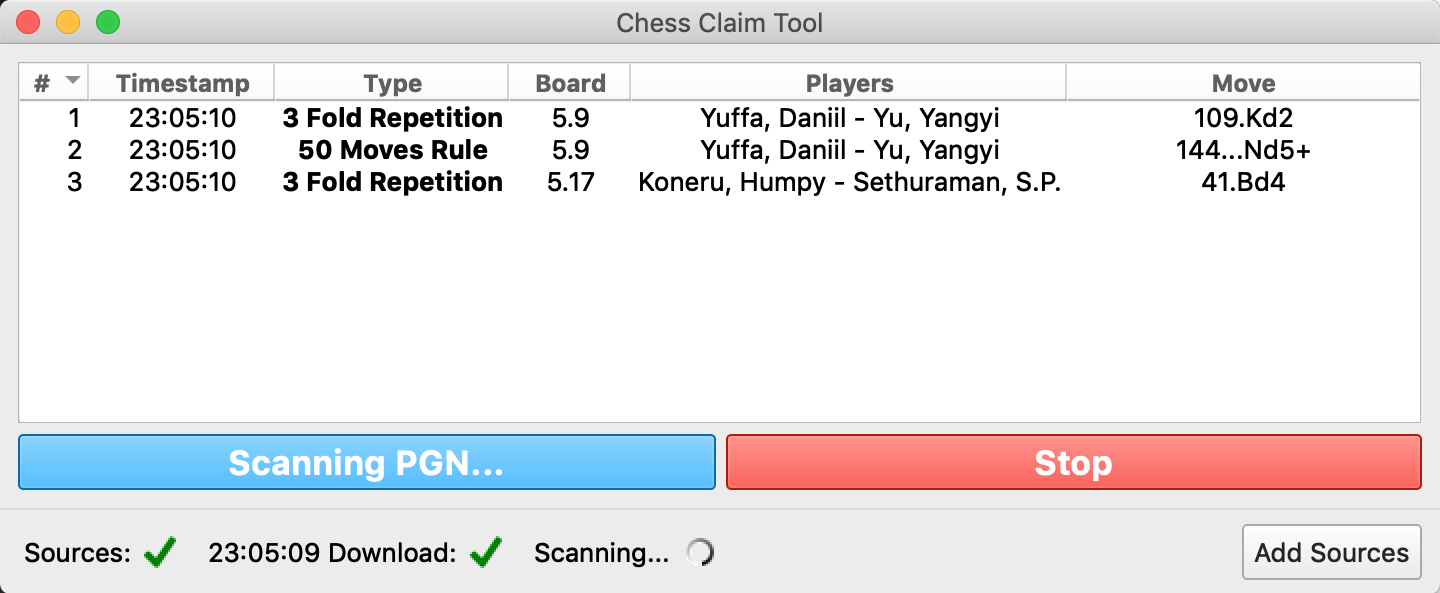 Chess Claim Tool
# Timestamp Type Board Players Move
1 23:05:10 3 Fold Repetition 5.9 Yuffa, Daniil - Yu, Yangyi 109.Kd2
2 23:05:10 50 Moves Rule 5.9 Yuffa, Daniil - Yu, Yangyi 144...Nd5+
3 23:05:10 3 Fold Repetition 5.17 Koneru, Humpy - Sethuraman, S.P. 41.Bd4
Scanning PGN... Stop
Sources: 23:05:09 Download: Scanning... Add Sources